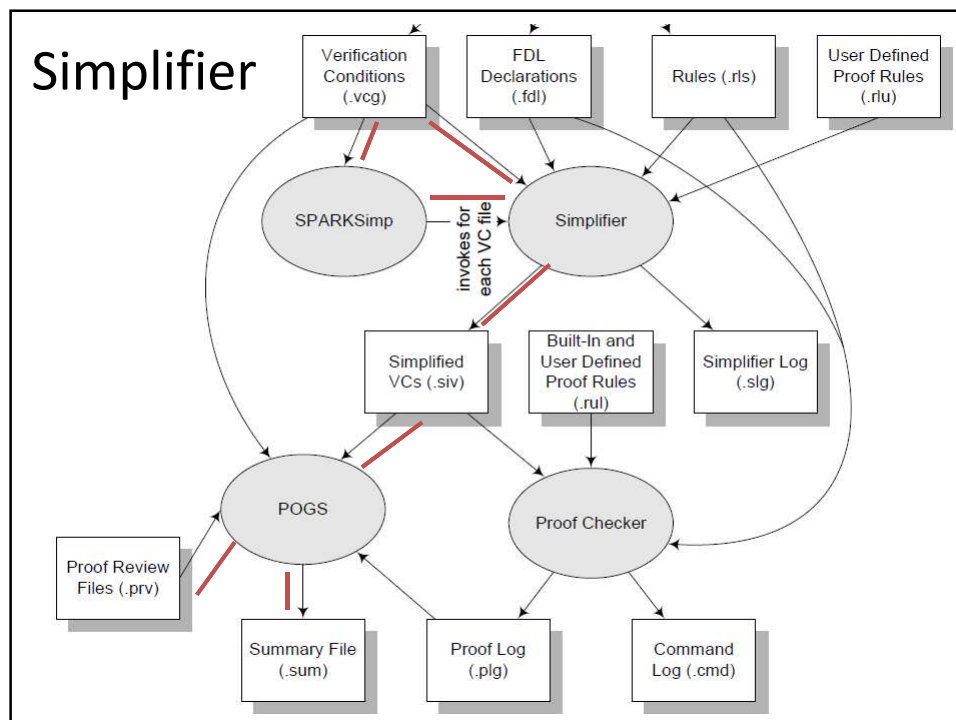 Simplifier
Verification
Conditions
(.vcg)
FDL
Declarations
(.fdl)
Rules (.rls)
User Defined
Proof Rules
(.rlu)
SPARKSimp
invokes for
each VC file
Simplifier
Simplified
VCs (.siv)
Built-In and
User Defined
Proof Rules
(.rul)
Simplifier Log
(.slg)
POGS
Proof Checker
Proof Review
Files (.prv)
Summary File
(.sum)
Proof Log
(.plg)
Command
Log (.cmd)